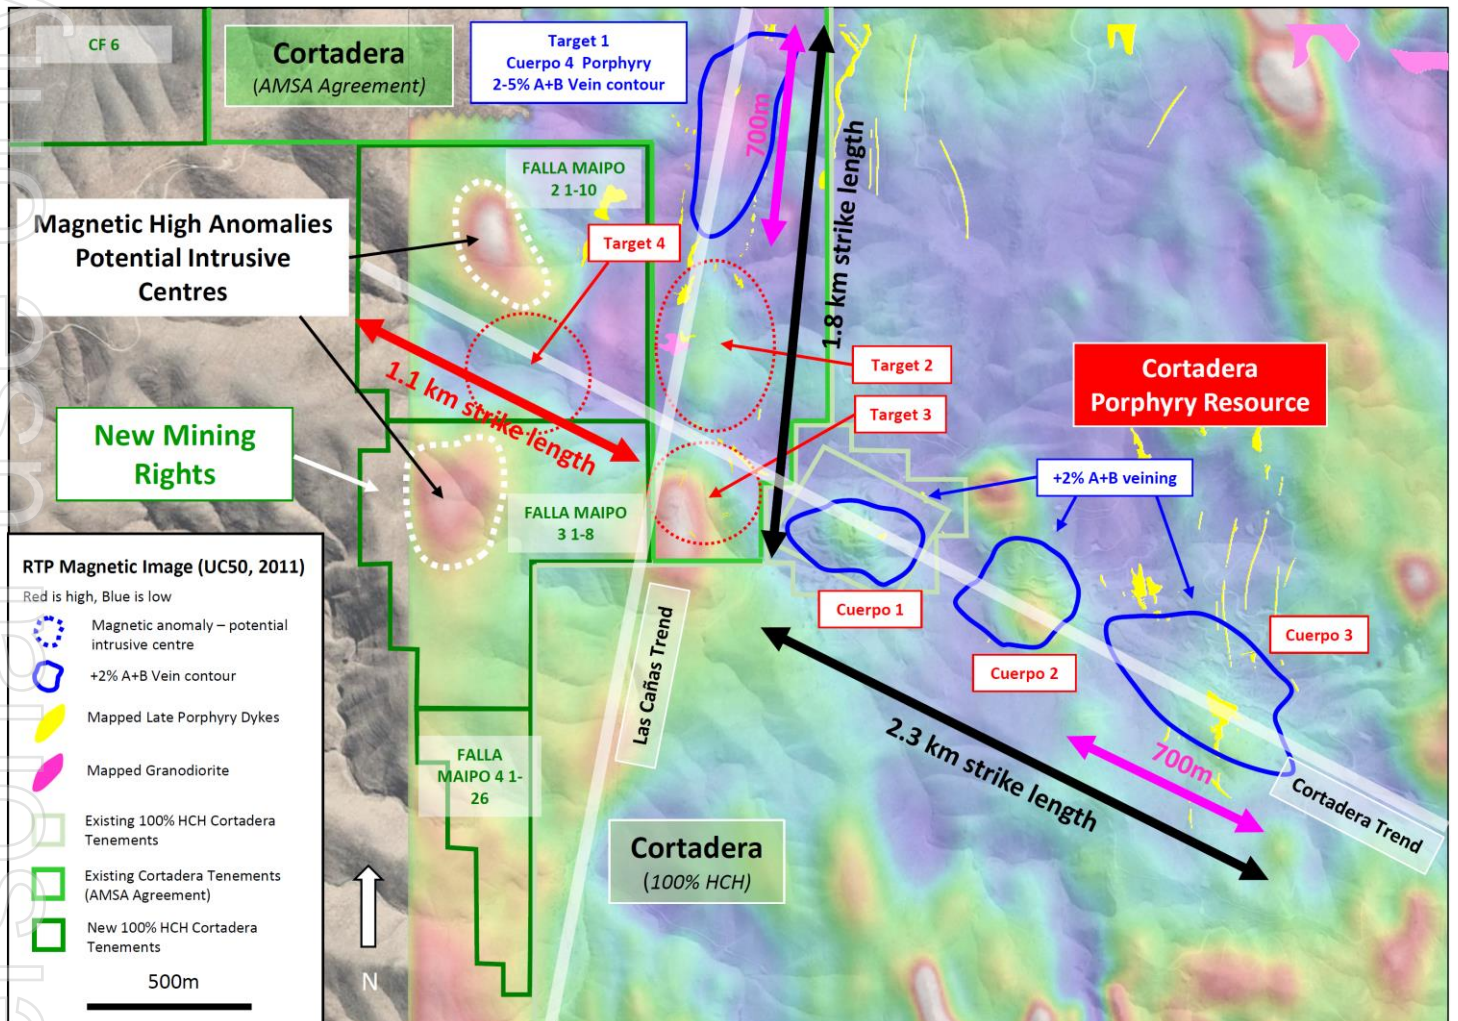 CF 6
Cortadera
(AMSA Agreement)
Target 1
Cuerpo 4 Porphyry
2-5% A+B Vein contour
700m
1.8 km strike length
FALLA MAIPO
2 1-10
Magnetic High Anomalies
Potential Intrusive
Centres
Target 4
Target 2
Target 3
1.1 km strike length
Cortadera
Porphyry Resource
New Mining
Rights
+2% A+B veining
FALLA MAIPO
3 1-8
Cuerpo 1
Cuerpo 2
Cuerpo 3
Las Cañas Trend
2.3 km strike length
700m
Cortadera Trend
FALLA
MAIPO 4 1-
26
Cortadera
(100% HCH)
RTP Magnetic Image (UC50, 2011)
Red is high, Blue is low
Magnetic anomaly – potential
intrusive centre
+2% A+B Vein contour
Mapped Late Porphyry Dykes
Mapped Granodiorite
Existing 100% HCH Cortadera
Tenements
Existing Cortadera Tenements
(AMSA Agreement)
New 100% HCH Cortadera
Tenements
500m
N